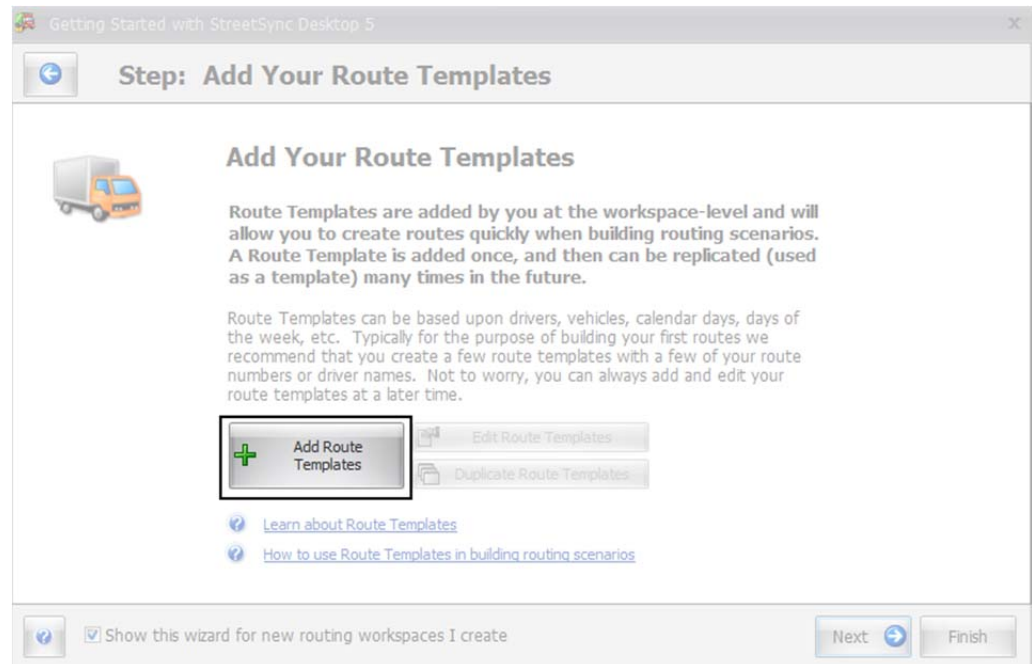 Getting Started with StreetSync Desktop 5
x
Step: Add Your Route Templates
Add Your Route Templates
Route Templates are added by you at the workspace-level and will
allow you to create routes quickly when building routing scenarios.
A Route Template is added once, and then can be replicated (used
as a template) many times in the future.
Route Templates can be based upon drivers, vehicles, calendar days, days of
the week, etc. Typically for the purpose of building your first routes we
recommend that you create a few route templates with a few of your route
numbers or driver names. Not to worry, you can always add and edit your
route templates at a later time.
Add Route
Templates
Edit Route Templates
Duplicate Route Templates
Learn about Route Templates
How to use Route Templates in building routing scenarios
Show this wizard for new routing workspaces I create
Next
Finish